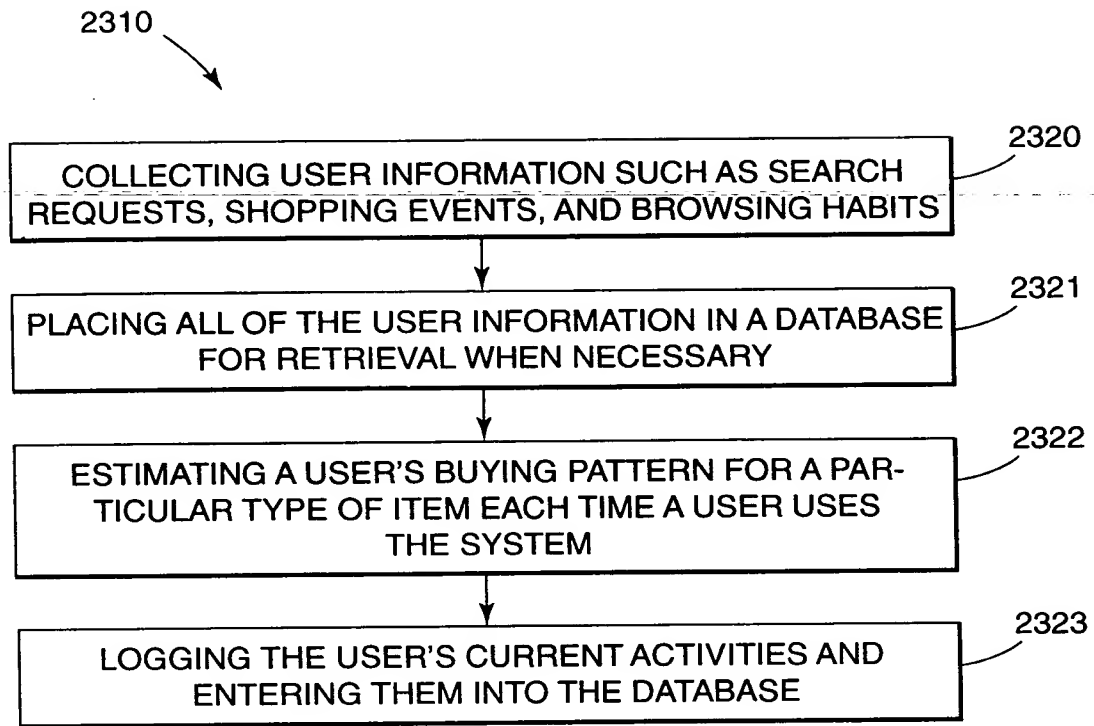 2310
2320
COLLECTING USER INFORMATION SUCH AS SEARCH
REQUESTS, SHOPPING EVENTS, AND BROWSING HABITS
2321
PLACING ALL OF THE USER INFORMATION IN A DATABASE
FOR RETRIEVAL WHEN NECESSARY
2322
ESTIMATING A USER'S BUYING PATTERN FOR A PAR-
TICULAR TYPE OF ITEM EACH TIME A USER USES
THE SYSTEM
2323
LOGGING THE USER'S CURRENT ACTIVITIES AND
ENTERING THEM INTO THE DATABASE